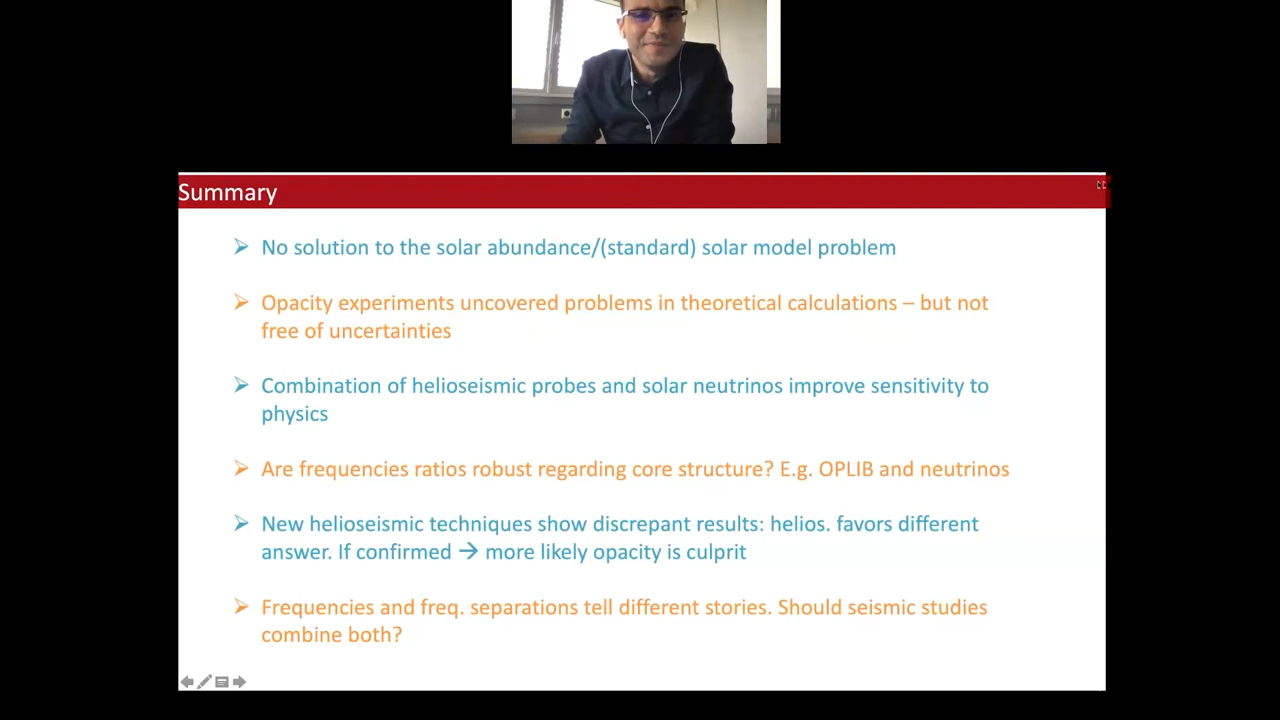 Summary
No solution to the solar abundance/(standard) solar model problem
Opacity experiments uncovered problems in theoretical calculations – but not
free of uncertainties
Combination of helioseismic probes and solar neutrinos improve sensitivity to
physics
Are frequencies ratios robust regarding core structure? E.g. OPLIB and neutrinos
New helioseismic techniques show discrepant results: helios. favors different
answer. If confirmed → more likely opacity is culprit
Frequencies and freq. separations tell different stories. Should seismic studies
combine both?